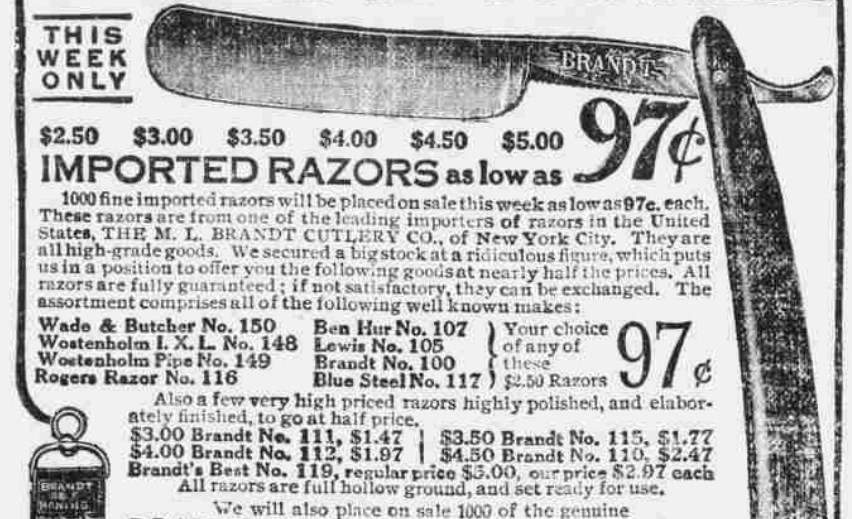 THIS
WEEK
ONLY
BRANDT
$2.50 $3.00 $3.50 $4.00 $4.50 $5.00 97¢
IMPORTED RAZORS as low as
1000 fine imported razors will be placed on sale this week as low as 97c. each.
These razors are from one of the leading importers of razors in the United
States, THE M. L. BRANDT CUTLERY CO., of New York City. They are
all high-grade goods. We secured a big stock at a ridiculous figure, which puts
us in a position to offer you the following goods at nearly half the prices. All
razors are fully guaranteed; if not satisfactory, they can be exchanged. The
assortment comprises all of the following well known makes:
Wade & Butcher No. 150
Wostenholm I. X. L. No. 148
Wostenholm Pipe No. 149
Rogers Razor No. 116
Ben Hur No. 107
Lewis No. 105
Brandt No. 100
Blue Steel No. 117
Your choice
of any of
these
$2.50 Razors
97¢
Also a few very high priced razors highly polished, and elabor-
ately finished, to go at half price.
$3.00 Brandt No. 111, $1.47 | $3.50 Brandt No. 115, $1.77
$4.00 Brandt No. 112, $1.97 | $4.50 Brandt No. 110, $2.47
Brandt's Best No. 119, regular price $5.00, our price $2.97 each
All razors are full hollow ground, and set ready for use.
We will also place on sale 1000 of the genuine
BRANDT
HONING